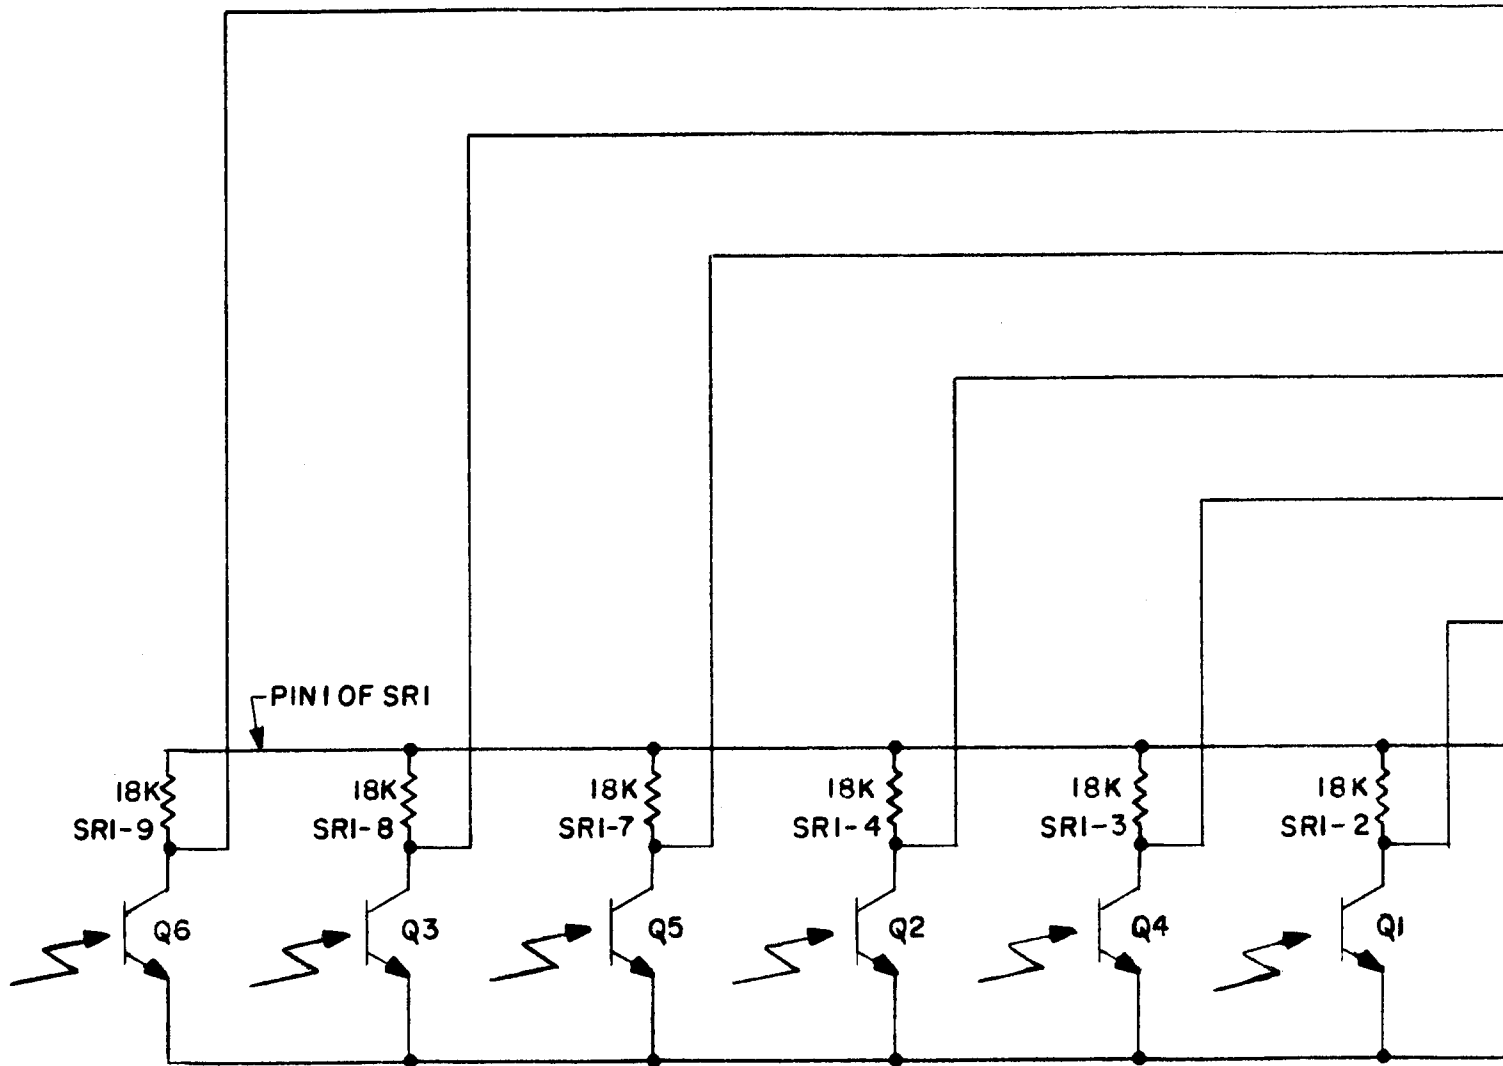 PIN 1 OF SR1
18K
SR1-9
18K
SR1-8
18K
SR1-7
18K
SR1-4
18K
SR1-3
18K
SR1-2
Q6
Q3
Q5
Q2
Q4
Q1